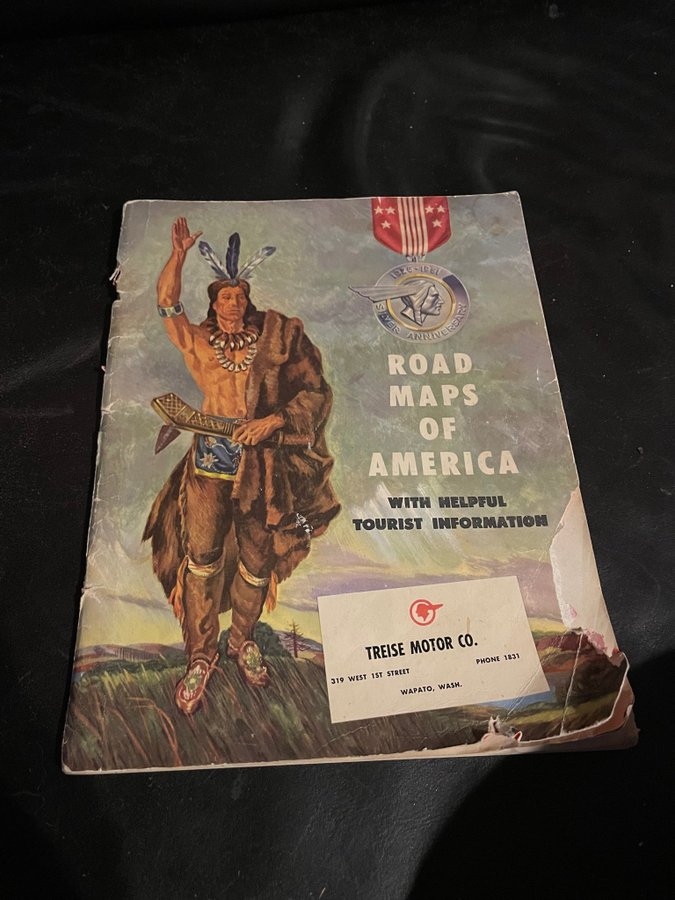 1926-1951
SILVER ANNIVERSARY
ROAD
MAPS
OF
AMERICA
WITH HELPFUL
TOURIST INFORMATION
TREISE MOTOR CO.
319 WEST 1ST STREET
PHONE 1831
WAPATO, WASH.